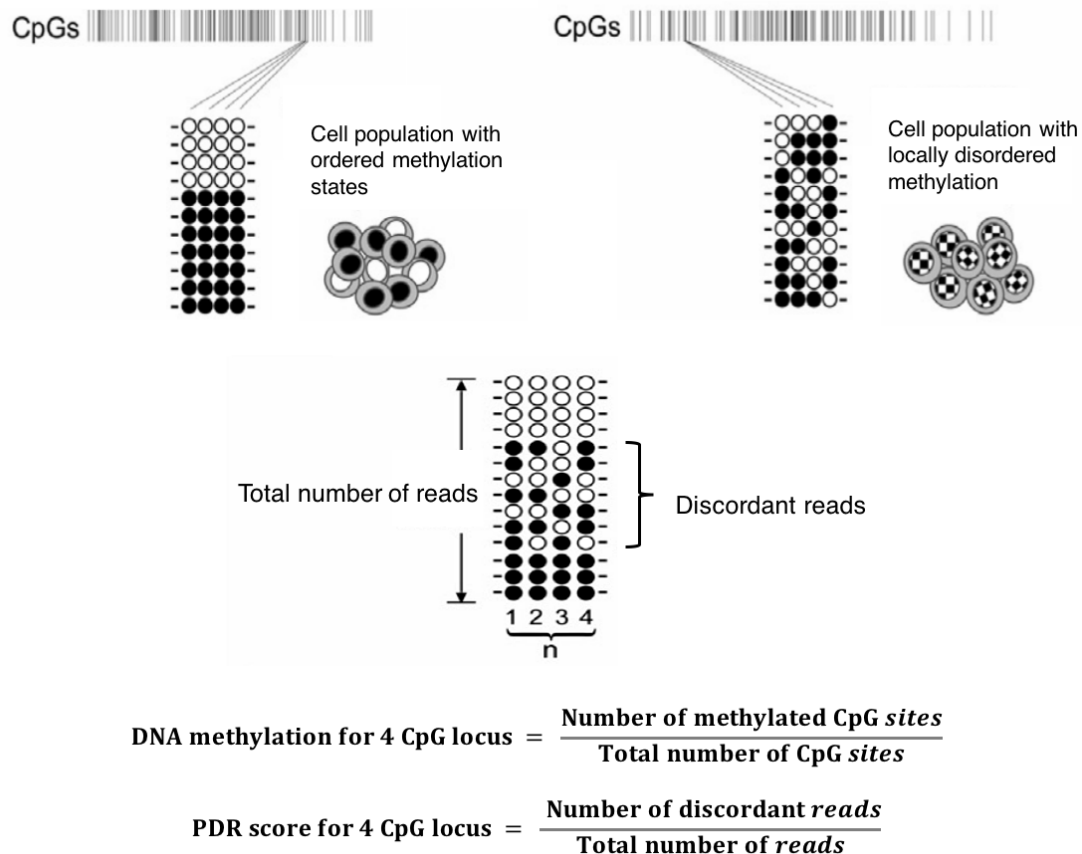 CpGs
CpGs
Cell population with
ordered methylation
states
Cell population with
locally disordered
methylation
Total number of reads
Discordant reads
1 2 3 4
n
DNA methylation for 4 CpG locus = Number of methylated CpG sites
Total number of CpG sites
PDR score for 4 CpG locus = Number of discordant reads
Total number of reads